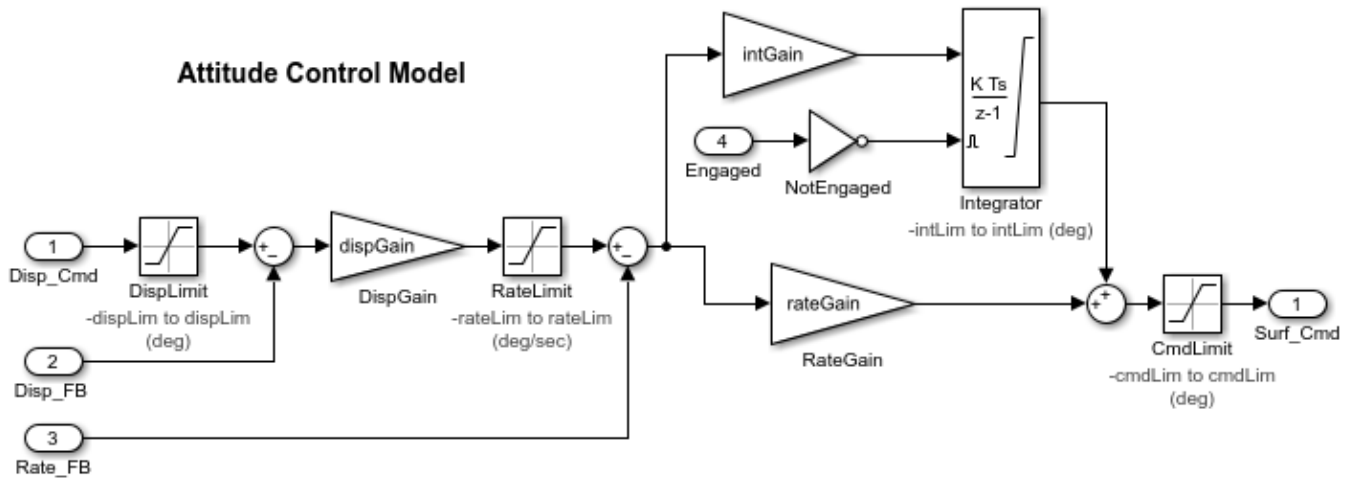 Attitude Control Model
intGain
K Ts
z-1
4
Engaged
NotEngaged
Integrator
-intLim to intLim (deg)
1
Disp_Cmd
DispLimit
-dispLim to dispLim
(deg)
+
−
dispGain
DispGain
RateLimit
-rateLim to rateLim
(deg/sec)
+
−
rateGain
RateGain
+
+
CmdLimit
-cmdLim to cmdLim
(deg)
1
Surf_Cmd
2
Disp_FB
3
Rate_FB